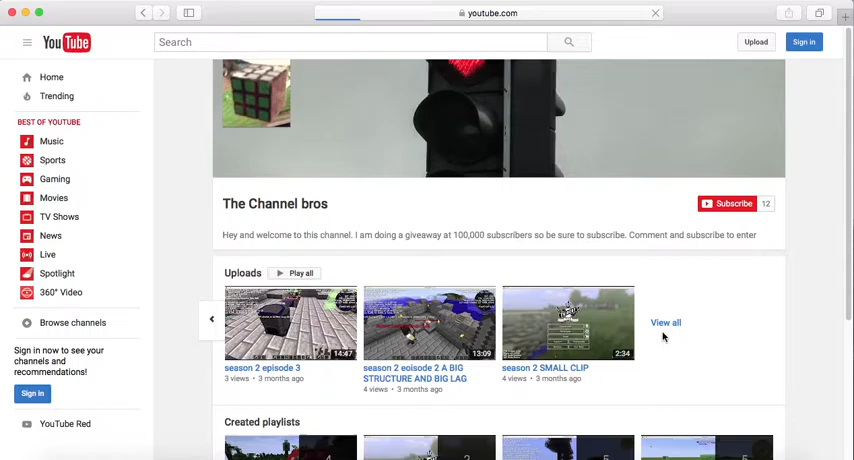 youtube.com
YouTube
Search
Upload
Sign in
Home
Trending
BEST OF YOUTUBE
Music
Sports
Gaming
Movies
TV Shows
News
Live
Spotlight
360° Video
Browse channels
Sign in now to see your
channels and
recommendations!
Sign in
YouTube Red
The Channel bros
Subscribe 12
Hey and welcome to this channel. I am doing a giveaway at 100,000 subscribers so be sure to subscribe. Comment and subscribe to enter
Uploads
Play all
14:47
13:09
2:34
View all
season 2 episode 3
3 views • 3 months ago
season 2 eoisode 2 A BIG
STRUCTURE AND BIG LAG
4 views • 3 months ago
season 2 SMALL CLIP
4 views • 3 months ago
Created playlists
4
2
5
5